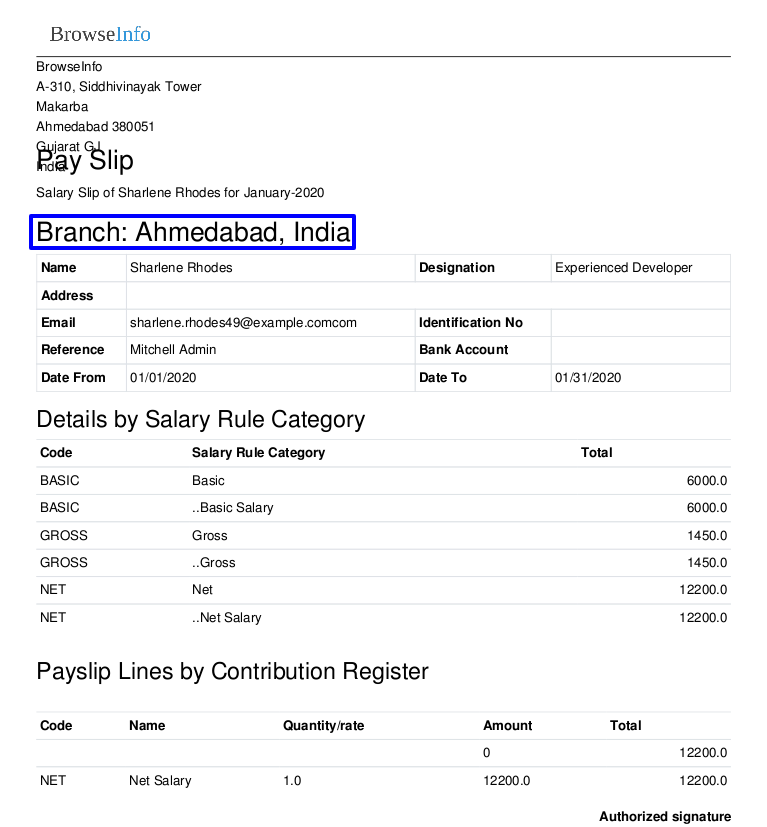 BrowseInfo
BrowseInfo
A-310, Siddhivinayak Tower
Makarba
Ahmedabad 380051
Gujarat GJ
India
Pay Slip
Salary Slip of Sharlene Rhodes for January-2020
Branch: Ahmedabad, India
Name Sharlene Rhodes Designation Experienced Developer
Address
Email sharlene.rhodes49@example.comcom Identification No
Reference Mitchell Admin Bank Account
Date From 01/01/2020 Date To 01/31/2020
Details by Salary Rule Category
Code Salary Rule Category Total
BASIC Basic 6000.0
BASIC ..Basic Salary 6000.0
GROSS Gross 1450.0
GROSS ..Gross 1450.0
NET Net 12200.0
NET ..Net Salary 12200.0
Payslip Lines by Contribution Register
Code Name Quantity/rate Amount Total
0 12200.0
NET Net Salary 1.0 12200.0 12200.0
Authorized signature